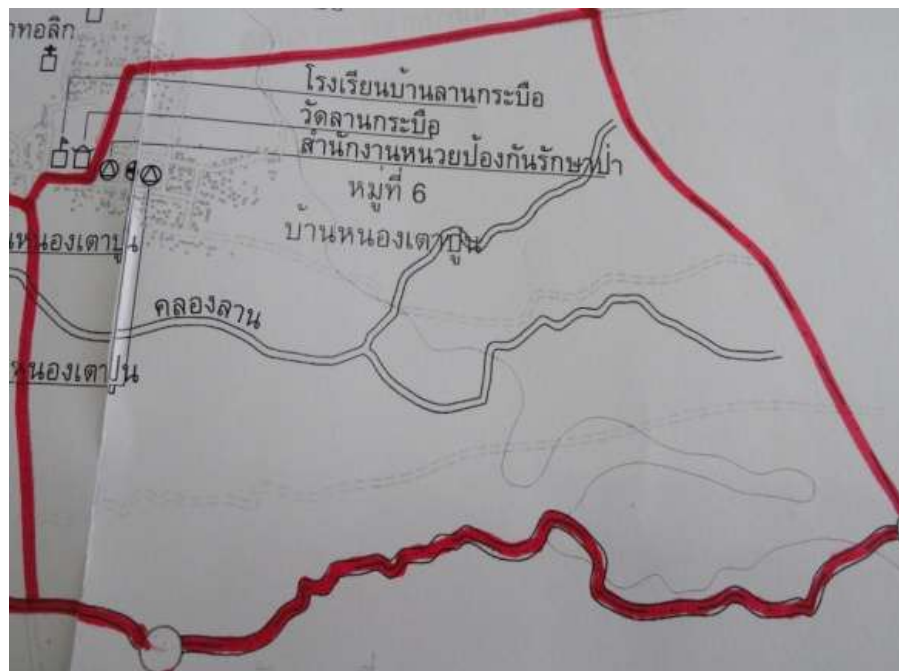 โรงเรียนบ้านลานกระบือ
วัดลานกระบือ
สำนักงานหน่วยป้องกันรักษาป่า
หมู่ที่ 6
บ้านหนองเตาปูน
หนองเตาปูน
คลองลาน
หนองเตาปูน